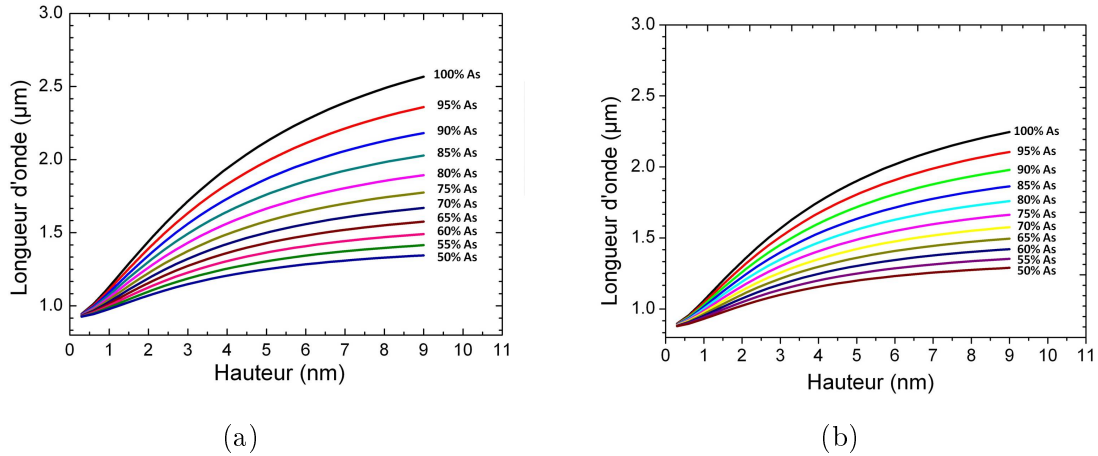 3.0
2.5
2.0
1.5
1.0
Longueur d'onde (µm)
100% As
95% As
90% As
85% As
80% As
75% As
70% As
65% As
60% As
55% As
50% As
0 1 2 3 4 5 6 7 8 9 10 11
Hauteur (nm)
(a)
3.0
2.5
2.0
1.5
1.0
Longueur d'onde (µm)
100% As
95% As
90% As
85% As
80% As
75% As
70% As
65% As
60% As
55% As
50% As
0 1 2 3 4 5 6 7 8 9 10 11
Hauteur (nm)
(b)